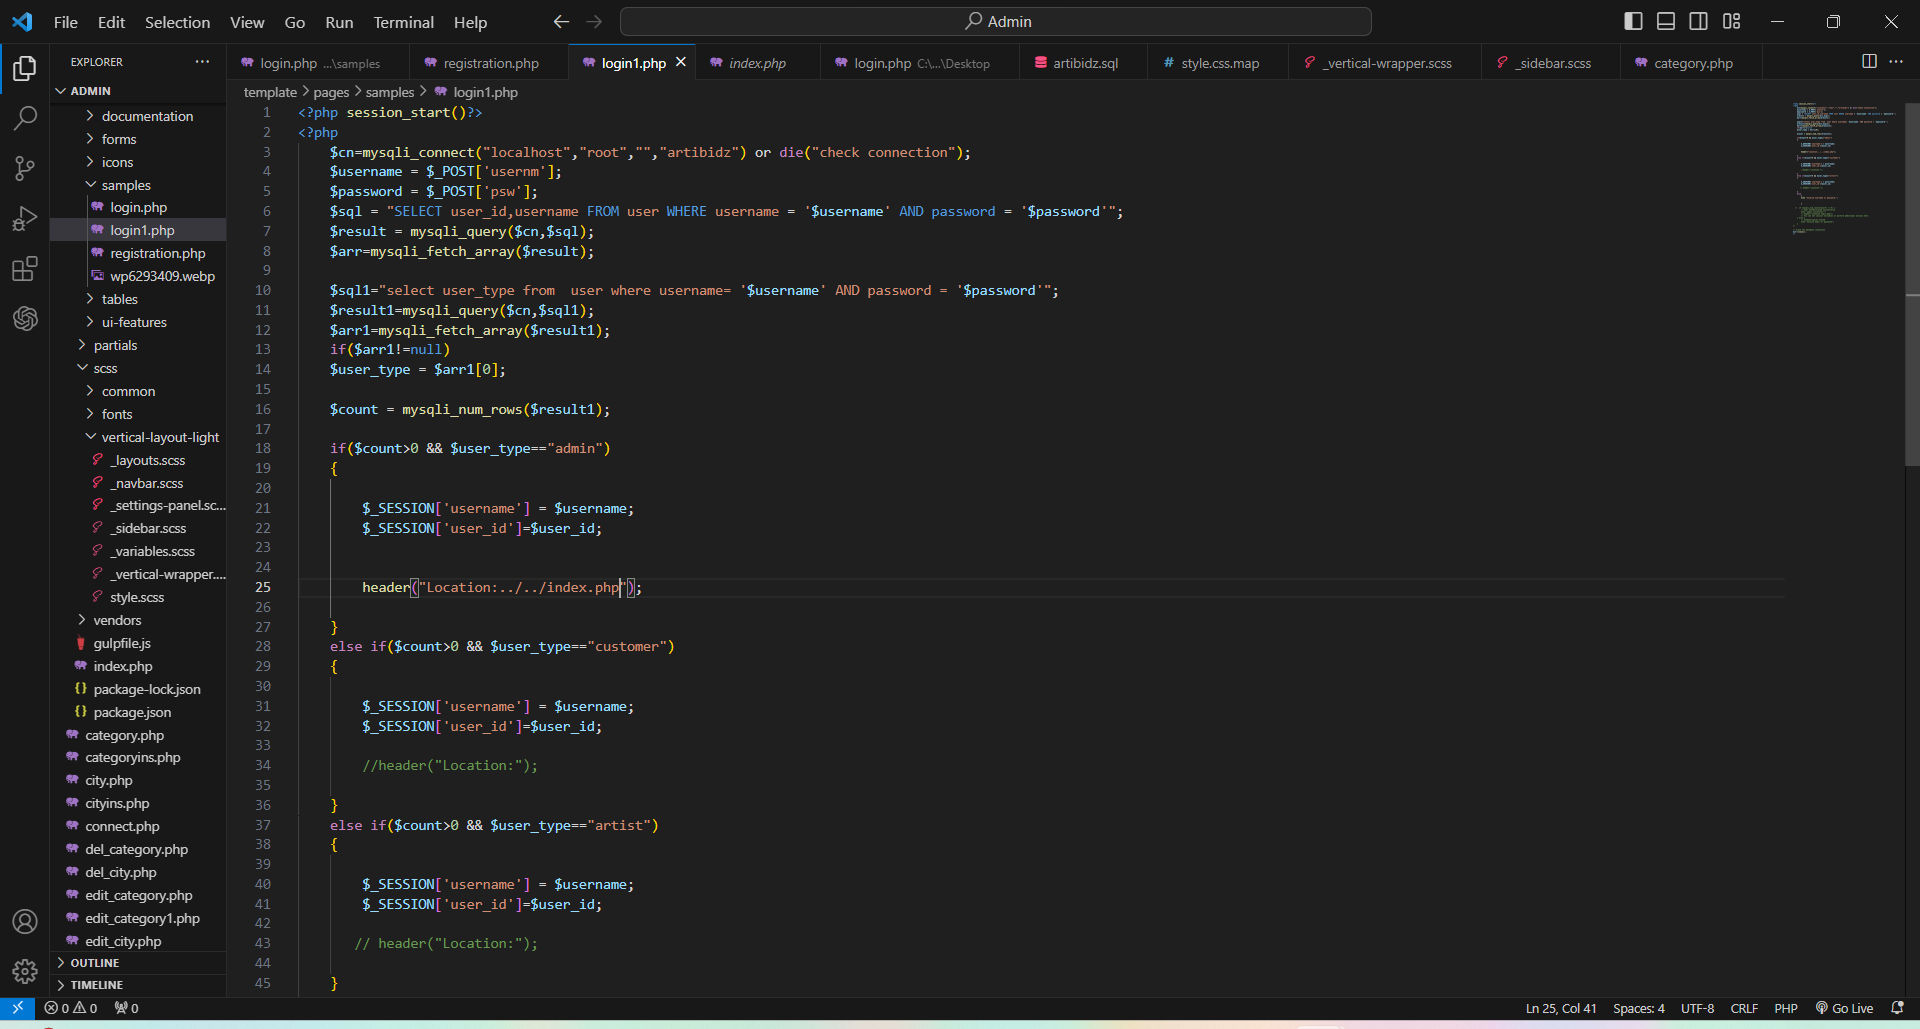 File Edit Selection View Go Run Terminal Help Admin
EXPLORER
login.php ...\samples registration.php login1.php index.php login.php C:\...\Desktop artibidz.sql style.css.map _vertical-wrapper.scss _sidebar.scss category.php
ADMIN
documentation
forms
icons
samples
login.php
login1.php
registration.php
wp6293409.webp
tables
ui-features
partials
scss
common
fonts
vertical-layout-light
_layouts.scss
_navbar.scss
_settings-panel.sc...
_sidebar.scss
_variables.scss
_vertical-wrapper....
style.scss
vendors
gulpfile.js
index.php
package-lock.json
package.json
category.php
categoryins.php
city.php
cityins.php
connect.php
del_category.php
del_city.php
edit_category.php
edit_category1.php
edit_city.php
OUTLINE
TIMELINE
template > pages > samples > login1.php
1 <?php session_start()?>
2 <?php
3 $cn=mysqli_connect("localhost","root","","artibidz") or die("check connection");
4 $username = $_POST['usernm'];
5 $password = $_POST['psw'];
6 $sql = "SELECT user_id,username FROM user WHERE username = '$username' AND password = '$password'";
7 $result = mysqli_query($cn,$sql);
8 $arr=mysqli_fetch_array($result);
9
10 $sql1="select user_type from  user where username= '$username' AND password = '$password'";
11 $result1=mysqli_query($cn,$sql1);
12 $arr1=mysqli_fetch_array($result1);
13 if($arr1!=null)
14 $user_type = $arr1[0];
15
16 $count = mysqli_num_rows($result1);
17
18 if($count>0 && $user_type=="admin")
19 {
20
21 $_SESSION['username'] = $username;
22 $_SESSION['user_id']=$user_id;
23
24
25 header("Location:../../index.php");
26
27 }
28 else if($count>0 && $user_type=="customer")
29 {
30
31 $_SESSION['username'] = $username;
32 $_SESSION['user_id']=$user_id;
33
34 //header("Location:");
35
36 }
37 else if($count>0 && $user_type=="artist")
38 {
39
40 $_SESSION['username'] = $username;
41 $_SESSION['user_id']=$user_id;
42
43 // header("Location:");
44
45 }
0 0 0 Ln 25, Col 41 Spaces: 4 UTF-8 CRLF PHP Go Live